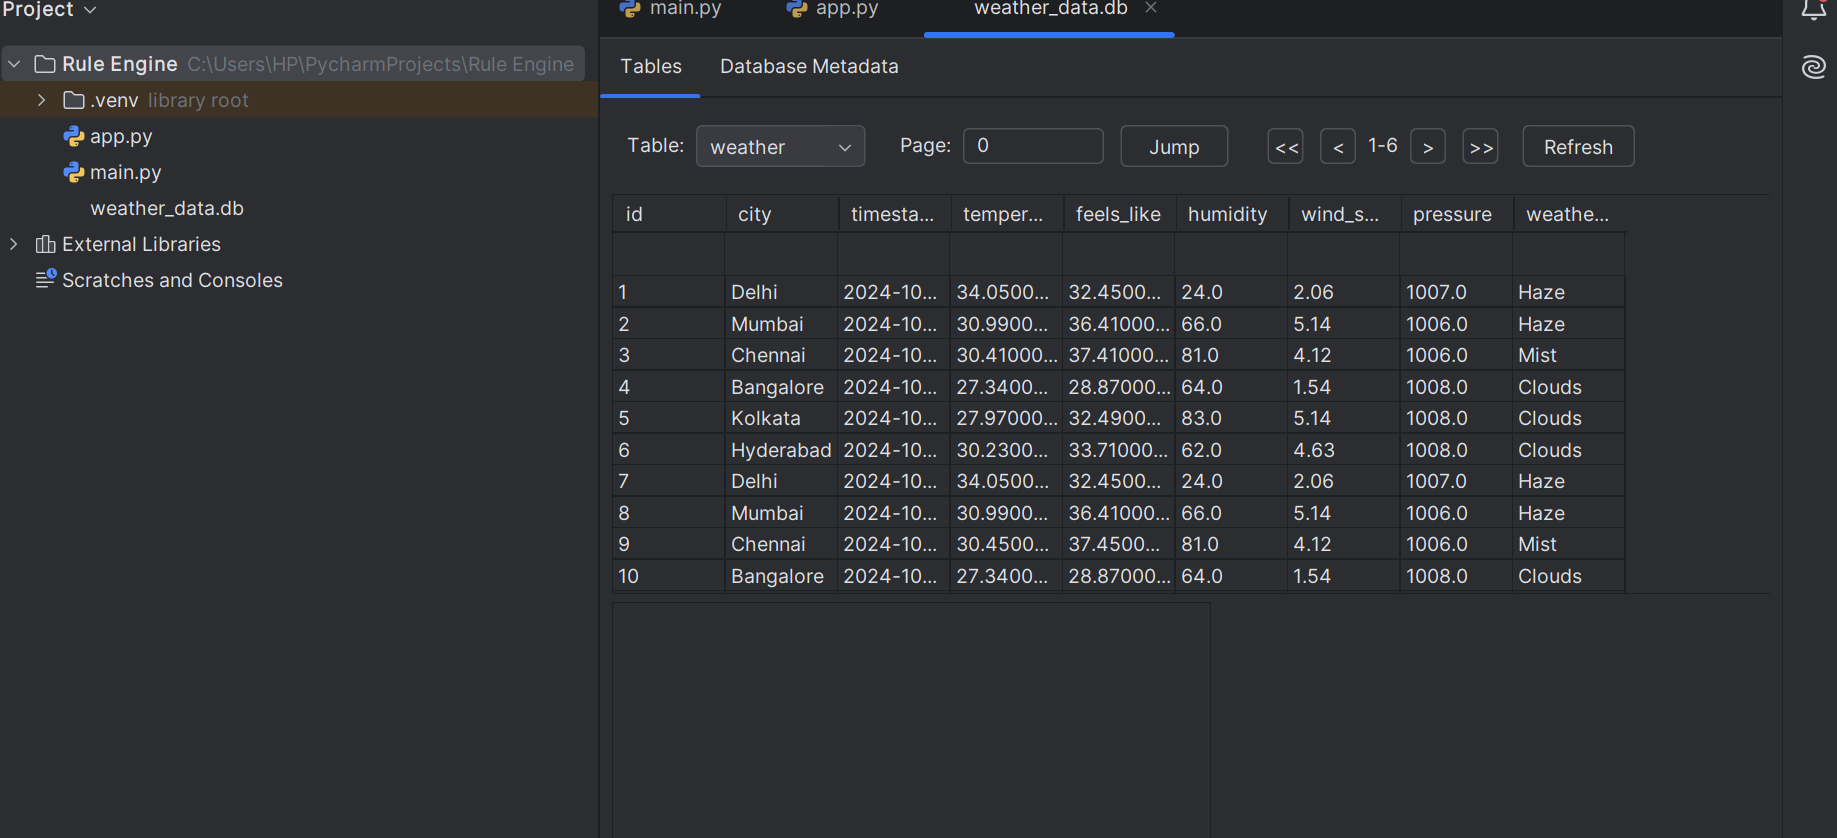 Project
Rule Engine C:\Users\HP\PycharmProjects\Rule Engine
.venv library root
app.py
main.py
weather_data.db
External Libraries
Scratches and Consoles
main.py app.py weather_data.db
Tables Database Metadata
Table: weather Page: 0 Jump << < 1-6 > >> Refresh
id city timesta... temper... feels_like humidity wind_s... pressure weathe...
1 Delhi 2024-10... 34.0500... 32.4500... 24.0 2.06 1007.0 Haze
2 Mumbai 2024-10... 30.9900... 36.41000... 66.0 5.14 1006.0 Haze
3 Chennai 2024-10... 30.41000... 37.41000... 81.0 4.12 1006.0 Mist
4 Bangalore 2024-10... 27.3400... 28.87000... 64.0 1.54 1008.0 Clouds
5 Kolkata 2024-10... 27.97000... 32.4900... 83.0 5.14 1008.0 Clouds
6 Hyderabad 2024-10... 30.2300... 33.71000... 62.0 4.63 1008.0 Clouds
7 Delhi 2024-10... 34.0500... 32.4500... 24.0 2.06 1007.0 Haze
8 Mumbai 2024-10... 30.9900... 36.41000... 66.0 5.14 1006.0 Haze
9 Chennai 2024-10... 30.4500... 37.4500... 81.0 4.12 1006.0 Mist
10 Bangalore 2024-10... 27.3400... 28.87000... 64.0 1.54 1008.0 Clouds